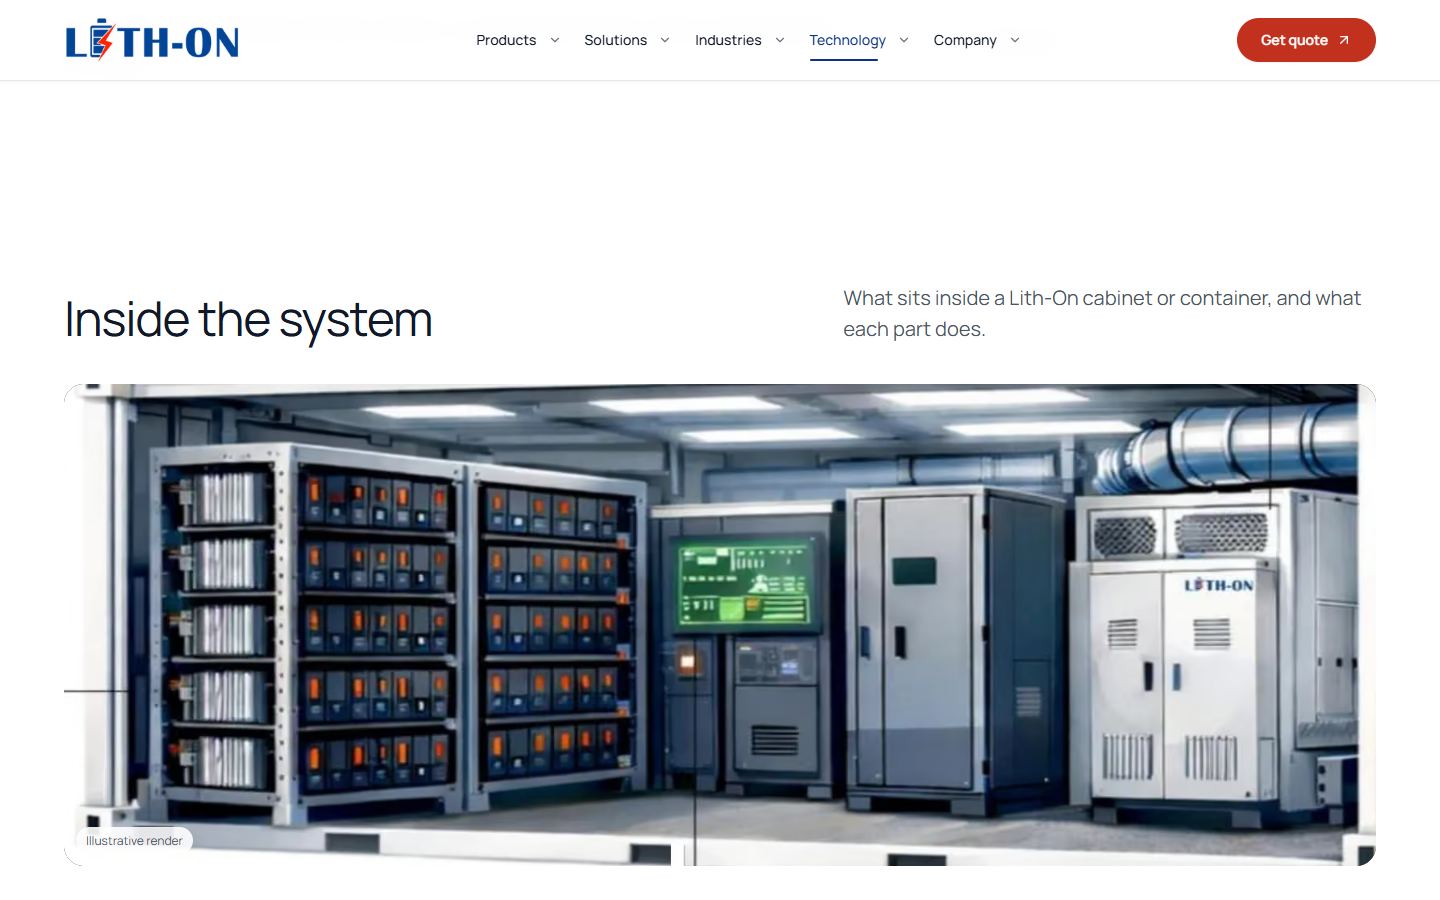 LITH-ON
Products
Solutions
Industries
Technology
Company
Get quote
Inside the system
What sits inside a Lith-On cabinet or container, and what
each part does.
LITH-ON
Illustrative render